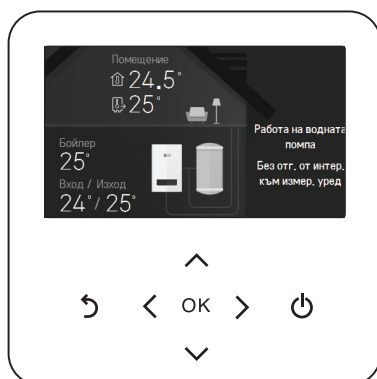 Помещение
24.5°
25°
Бойлер
25°
Вход / Изход
24°/ 25°
Работа на водната
помпа
Без отг. от интер.
към измер. уред
OK